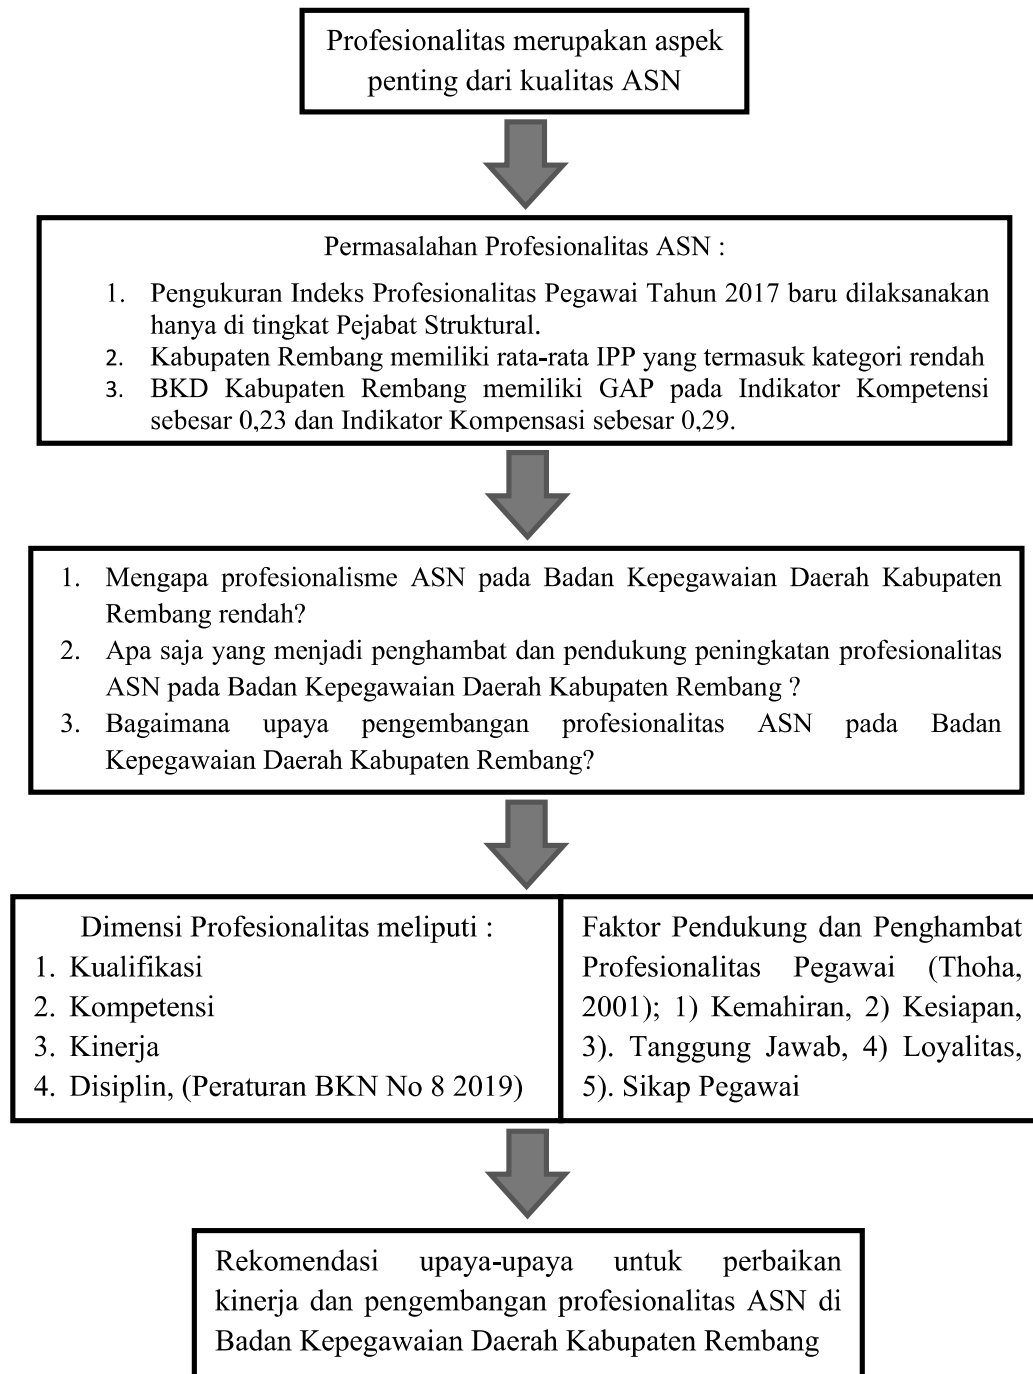 Profesionalitas merupakan aspek
penting dari kualitas ASN
Permasalahan Profesionalitas ASN :
1. Pengukuran Indeks Profesionalitas Pegawai Tahun 2017 baru dilaksanakan
hanya di tingkat Pejabat Struktural.
2. Kabupaten Rembang memiliki rata-rata IPP yang termasuk kategori rendah
3. BKD Kabupaten Rembang memiliki GAP pada Indikator Kompetensi
sebesar 0,23 dan Indikator Kompensasi sebesar 0,29.
1. Mengapa profesionalisme ASN pada Badan Kepegawaian Daerah Kabupaten
Rembang rendah?
2. Apa saja yang menjadi penghambat dan pendukung peningkatan profesionalitas
ASN pada Badan Kepegawaian Daerah Kabupaten Rembang ?
3. Bagaimana upaya pengembangan profesionalitas ASN pada Badan
Kepegawaian Daerah Kabupaten Rembang?
Dimensi Profesionalitas meliputi :
1. Kualifikasi
2. Kompetensi
3. Kinerja
4. Disiplin, (Peraturan BKN No 8 2019)
Faktor Pendukung dan Penghambat
Profesionalitas Pegawai (Thoha,
2001); 1) Kemahiran, 2) Kesiapan,
3). Tanggung Jawab, 4) Loyalitas,
5). Sikap Pegawai
Rekomendasi upaya-upaya untuk perbaikan
kinerja dan pengembangan profesionalitas ASN di
Badan Kepegawaian Daerah Kabupaten Rembang